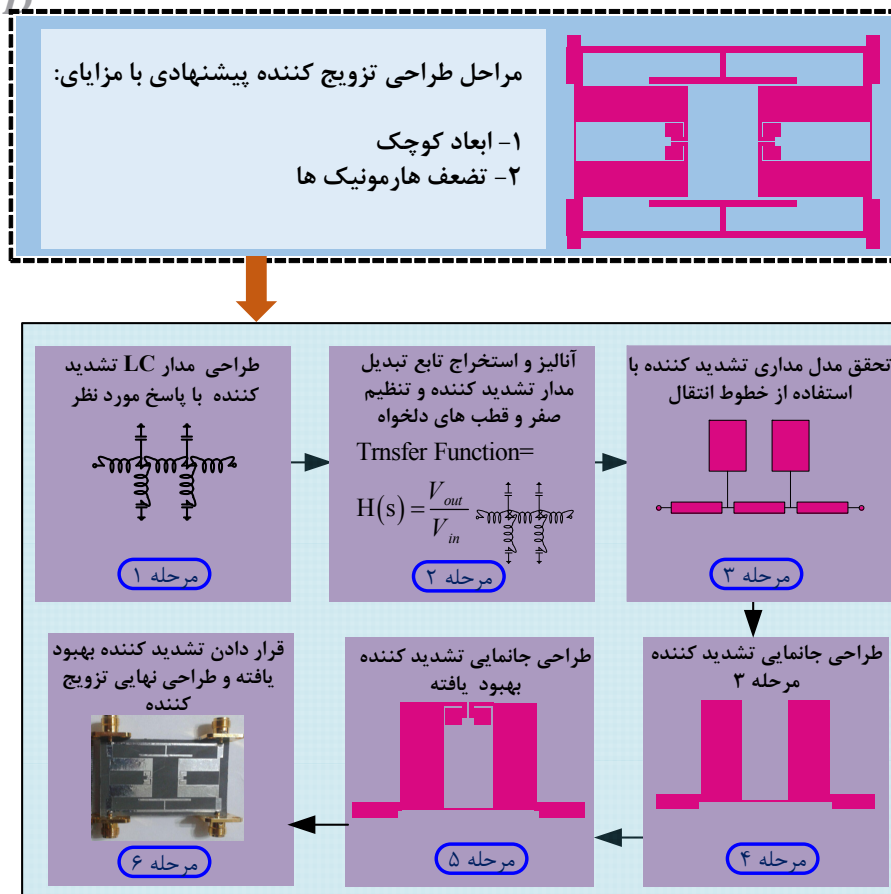 مراحل طراحی تزویج کننده پیشنهادی با مزایای:
۱- ابعاد کوچک
۲- تضعف هارمونیک ها
طراحی مدار LC تشدید
کننده با پاسخ مورد نظر
مرحله ۱
آنالیز و استخراج تابع تبدیل
مدار تشدید کننده و تنظیم
صفر و قطب های دلخواه
Trnsfer Function=
H(s) = V_out / V_in
مرحله ۲
تحقق مدل مداری تشدید کننده با
استفاده از خطوط انتقال
مرحله ۳
طراحی جانمایی تشدید کننده
مرحله ۳
مرحله ۴
طراحی جانمایی تشدید کننده
بهبود یافته
مرحله ۵
قرار دادن تشدید کننده بهبود
یافته و طراحی نهایی تزویج
کننده
مرحله ۶